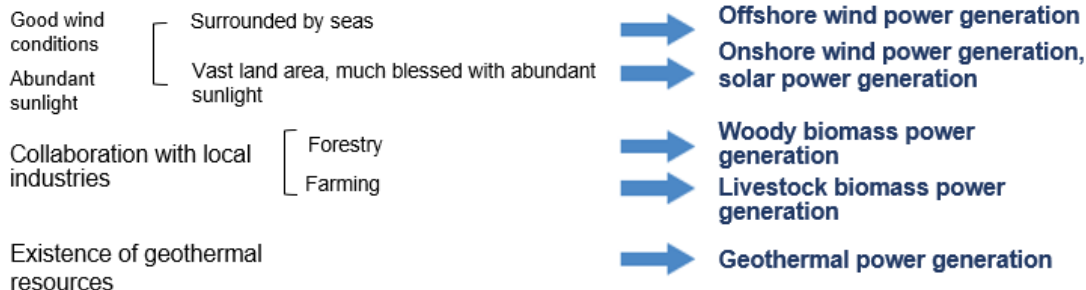 Good wind
conditions
Abundant
sunlight
Surrounded by seas
Vast land area, much blessed with abundant
sunlight
Offshore wind power generation
Onshore wind power generation,
solar power generation
Collaboration with local
industries
Forestry
Farming
Woody biomass power
generation
Livestock biomass power
generation
Existence of geothermal
resources
Geothermal power generation